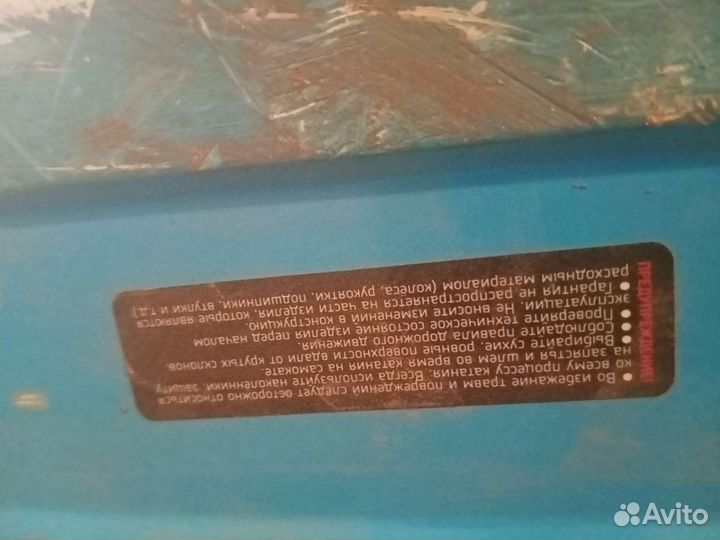 ПРЕДУПРЕЖДЕНИЕ!
● Во избежание травм и повреждений следует осторожно относиться
ко всему процессу катания. Всегда используйте наколенники, защиту
на запястья и шлем во время катания на самокате.
● Выбирайте сухие, ровные поверхности вдали от крутых склонов.
● Соблюдайте правила дорожного движения.
● Проверяйте техническое состояние изделия перед началом
эксплуатации. Не вносите изменений в конструкцию.
● Гарантия не распространяется на части изделия, которые являются
расходным материалом (колеса, рукоятки, подшипники, втулки и т.д.)
Avito